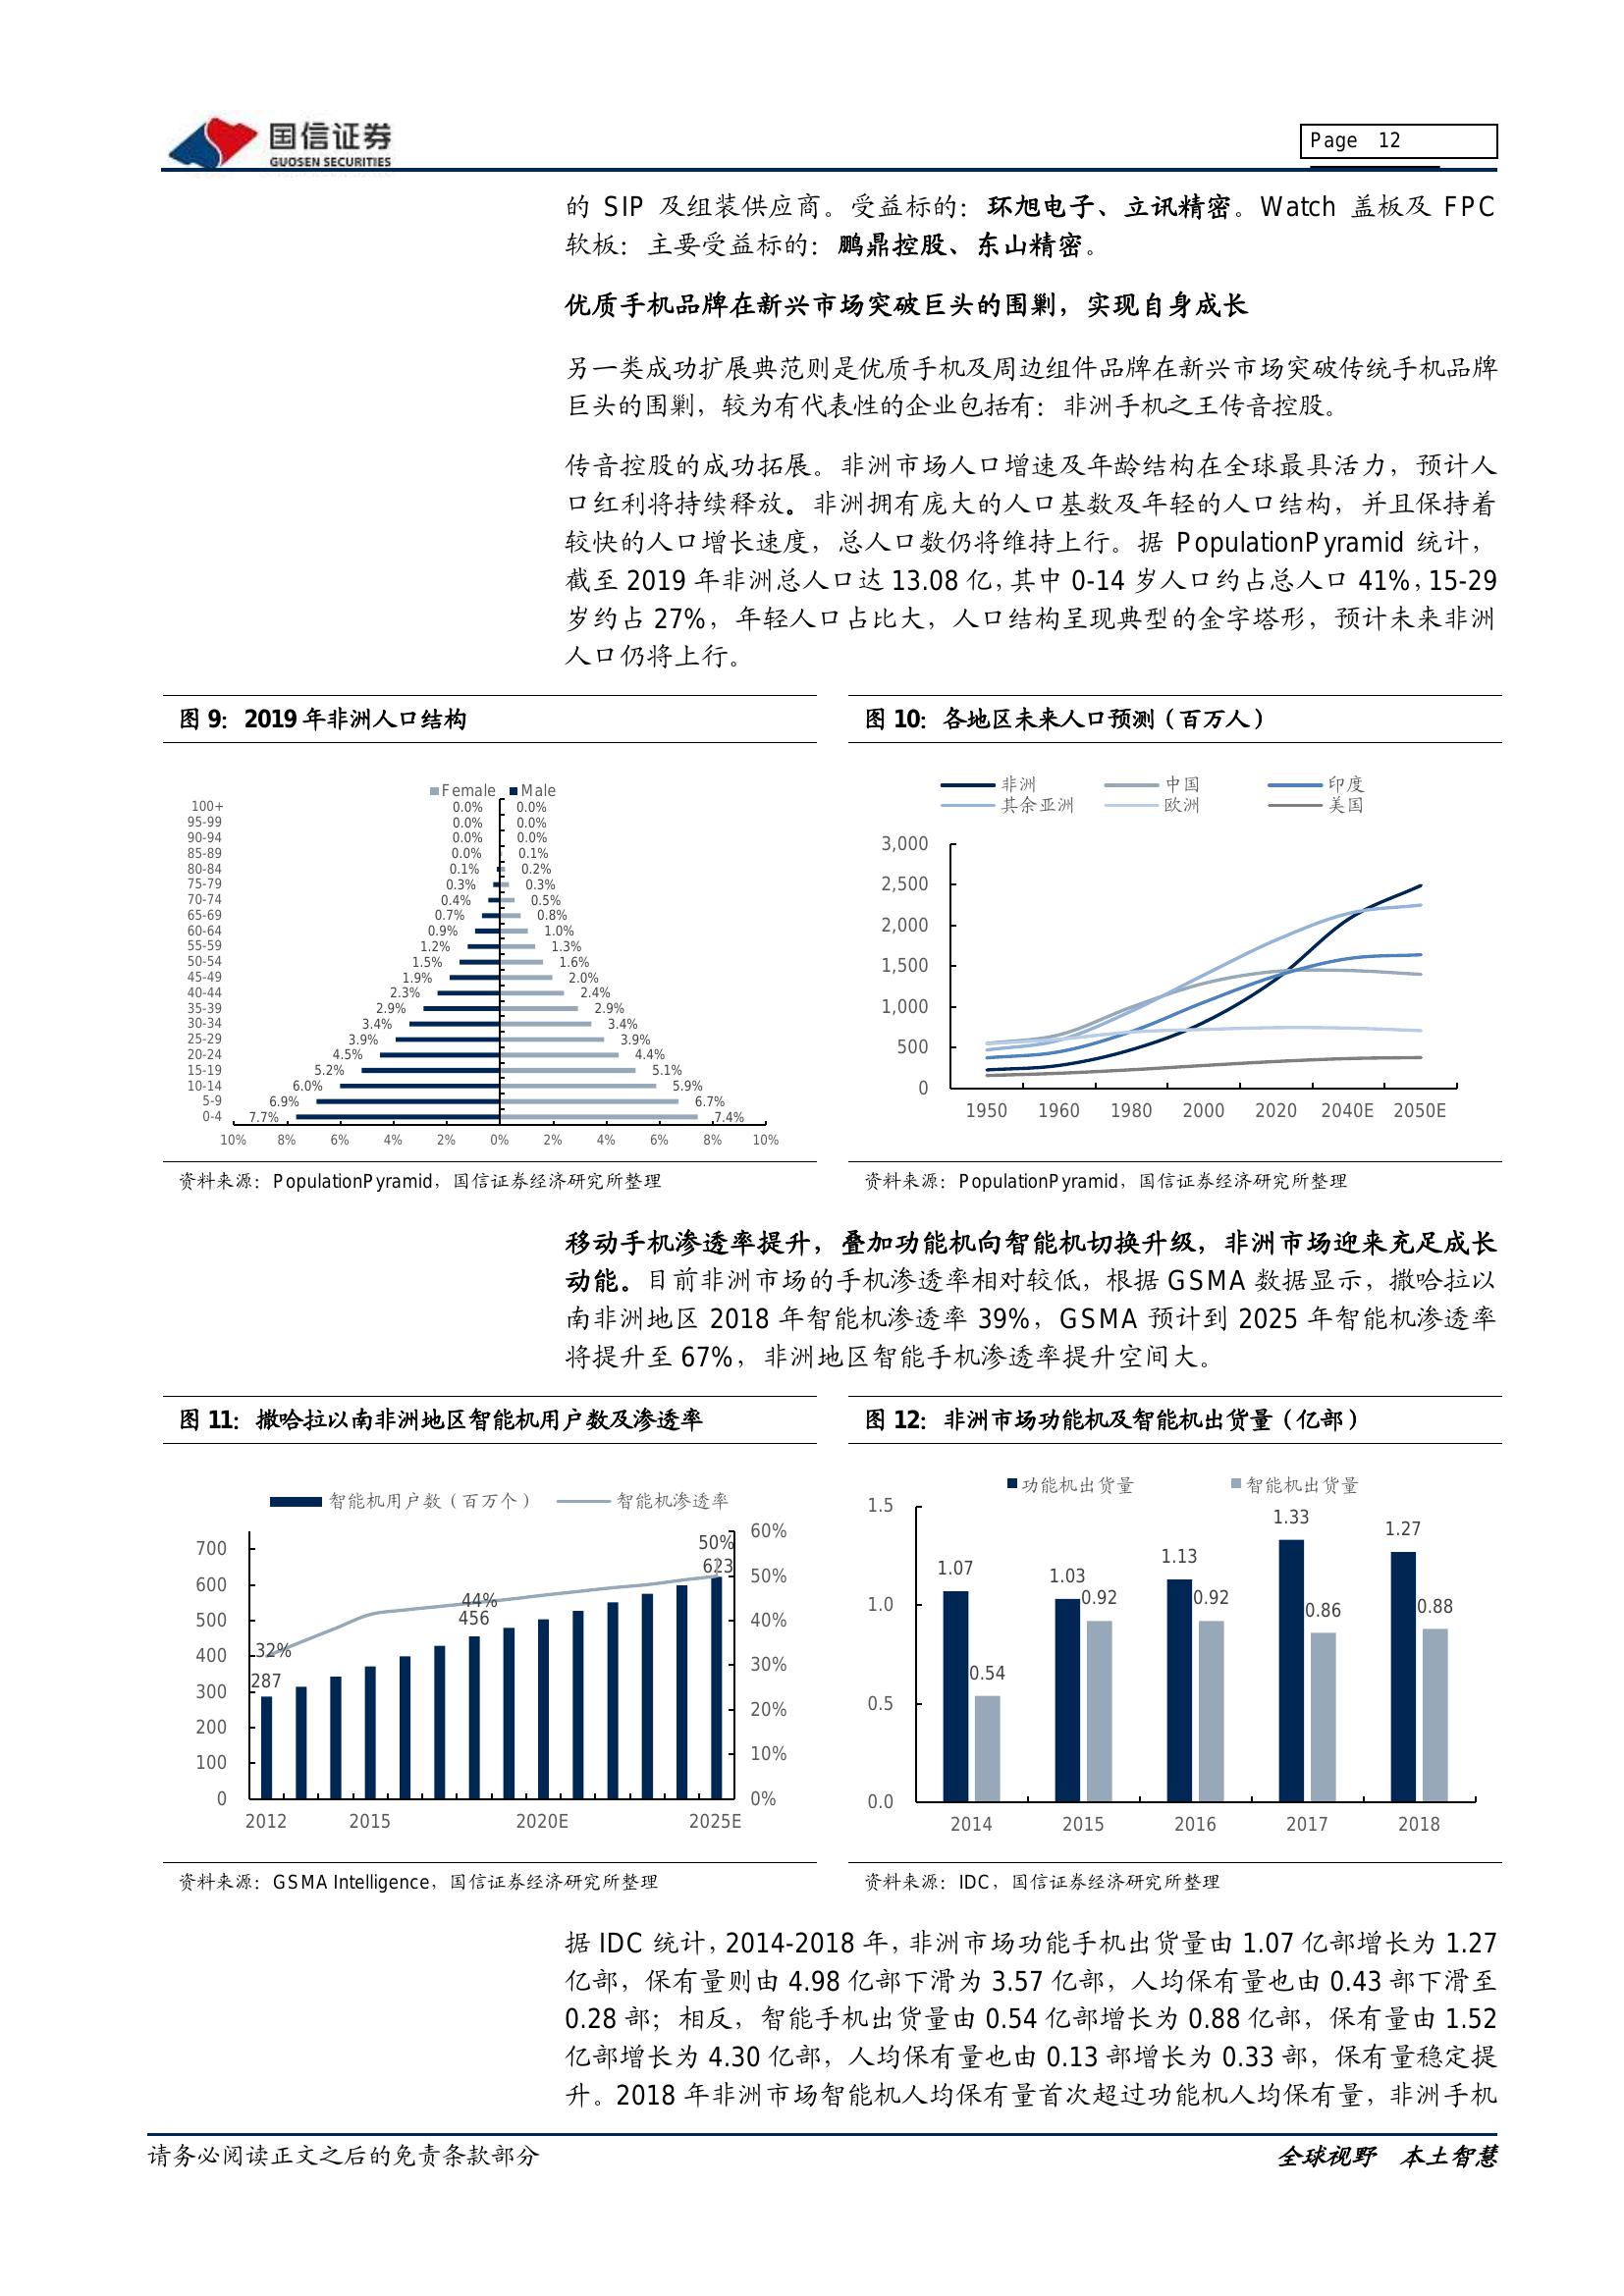 国信证券
GUOSEN SECURITIES
Page 12
的 SIP 及组装供应商。受益标的：环旭电子、立讯精密。Watch 盖板及 FPC
软板：主要受益标的：鹏鼎控股、东山精密。
优质手机品牌在新兴市场突破巨头的围剿，实现自身成长
另一类成功扩展典范则是优质手机及周边组件品牌在新兴市场突破传统手机品牌
巨头的围剿，较为有代表性的企业包括有：非洲手机之王传音控股。
传音控股的成功拓展。非洲市场人口增速及年龄结构在全球最具活力，预计人
口红利将持续释放。非洲拥有庞大的人口基数及年轻的人口结构，并且保持着
较快的人口增长速度，总人口数仍将维持上行。据 PopulationPyramid 统计，
截至 2019 年非洲总人口达 13.08 亿，其中 0-14 岁人口约占总人口 41%，15-29
岁约占 27%，年轻人口占比大，人口结构呈现典型的金字塔形，预计未来非洲
人口仍将上行。
图 9：2019 年非洲人口结构
Female Male
100+ 0.0% 0.0%
95-99 0.0% 0.0%
90-94 0.0% 0.0%
85-89 0.0% 0.1%
80-84 0.1% 0.2%
75-79 0.3% 0.3%
70-74 0.4% 0.5%
65-69 0.7% 0.8%
60-64 0.9% 1.0%
55-59 1.2% 1.3%
50-54 1.5% 1.6%
45-49 1.9% 2.0%
40-44 2.3% 2.4%
35-39 2.9% 2.9%
30-34 3.4% 3.4%
25-29 3.9% 3.9%
20-24 4.5% 4.4%
15-19 5.2% 5.1%
10-14 6.0% 5.9%
5-9 6.9% 6.7%
0-4 7.7% 7.4%
10% 8% 6% 4% 2% 0% 2% 4% 6% 8% 10%
资料来源：PopulationPyramid，国信证券经济研究所整理
图 10：各地区未来人口预测（百万人）
非洲 中国 印度
其余亚洲 欧洲 美国
3,000
2,500
2,000
1,500
1,000
500
0
1950 1960 1980 2000 2020 2040E 2050E
资料来源：PopulationPyramid，国信证券经济研究所整理
移动手机渗透率提升，叠加功能机向智能机切换升级，非洲市场迎来充足成长
动能。目前非洲市场的手机渗透率相对较低，根据 GSMA 数据显示，撒哈拉以
南非洲地区 2018 年智能机渗透率 39%，GSMA 预计到 2025 年智能机渗透率
将提升至 67%，非洲地区智能手机渗透率提升空间大。
图 11：撒哈拉以南非洲地区智能机用户数及渗透率
智能机用户数（百万个） 智能机渗透率
700
600
500
400
300
200
100
0
32%
287
44%
456
50%
613
60%
50%
40%
30%
20%
10%
0%
2012 2015 2020E 2025E
资料来源：GSMA Intelligence，国信证券经济研究所整理
图 12：非洲市场功能机及智能机出货量（亿部）
功能机出货量 智能机出货量
1.5
1.0
0.5
0.0
1.07 0.54
1.03 0.92
1.13 0.92
1.33 0.86
1.27 0.88
2014 2015 2016 2017 2018
资料来源：IDC，国信证券经济研究所整理
据 IDC 统计，2014-2018 年，非洲市场功能手机出货量由 1.07 亿部增长为 1.27
亿部，保有量则由 4.98 亿部下滑为 3.57 亿部，人均保有量也由 0.43 部下滑至
0.28 部；相反，智能手机出货量由 0.54 亿部增长为 0.88 亿部，保有量由 1.52
亿部增长为 4.30 亿部，人均保有量也由 0.13 部增长为 0.33 部，保有量稳定提
升。2018 年非洲市场智能机人均保有量首次超过功能机人均保有量，非洲手机
请务必阅读正文之后的免责条款部分
全球视野 本土智慧